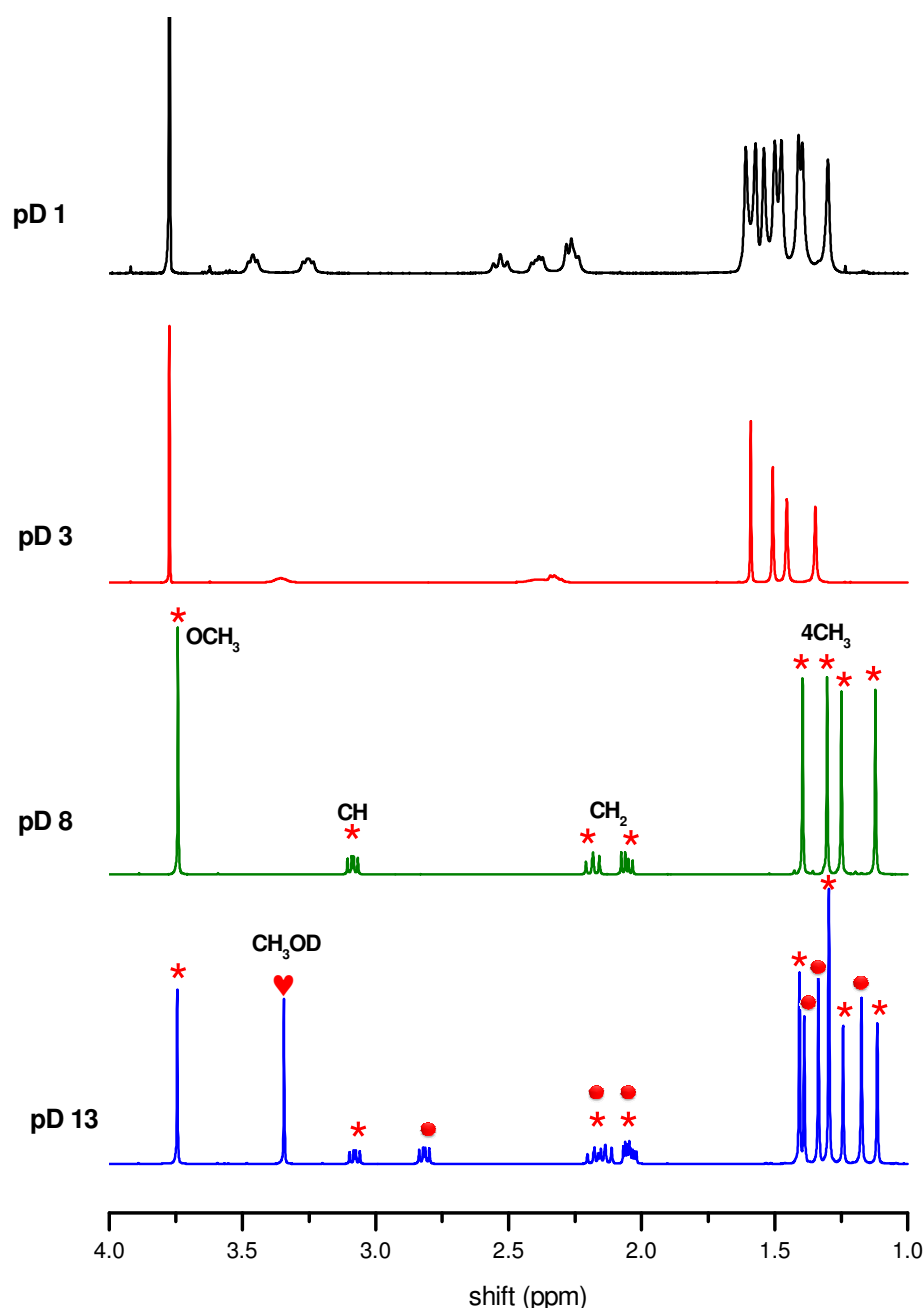 pD 1
pD 3
OCH₃
4CH₃
pD 8
CH
CH₂
CH₃OD
pD 13
4.0 3.5 3.0 2.5 2.0 1.5 1.0
shift (ppm)